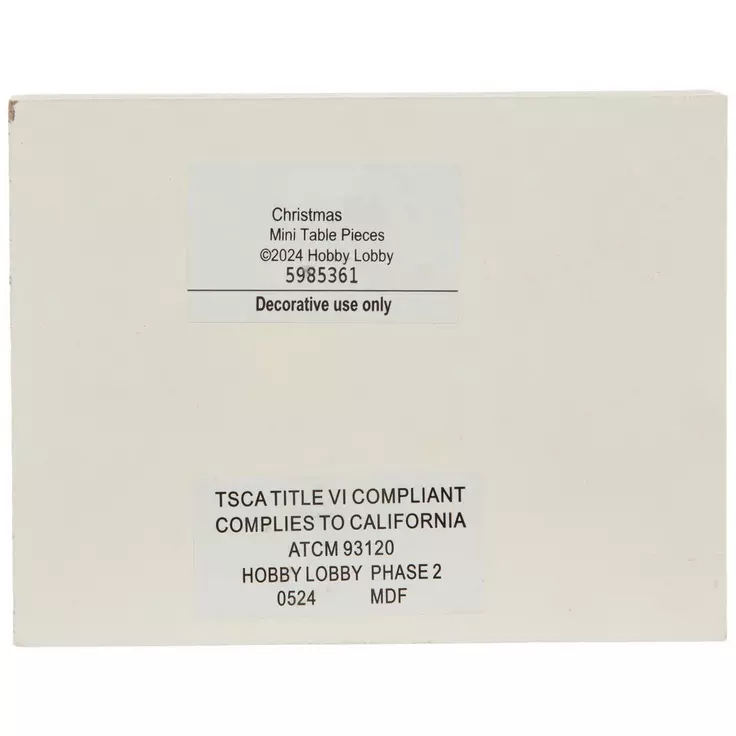 Christmas
Mini Table Pieces
©2024 Hobby Lobby
5985361
Decorative use only
TSCA TITLE VI COMPLIANT
COMPLIES TO CALIFORNIA
ATCM 93120
HOBBY LOBBY PHASE 2
0524 MDF